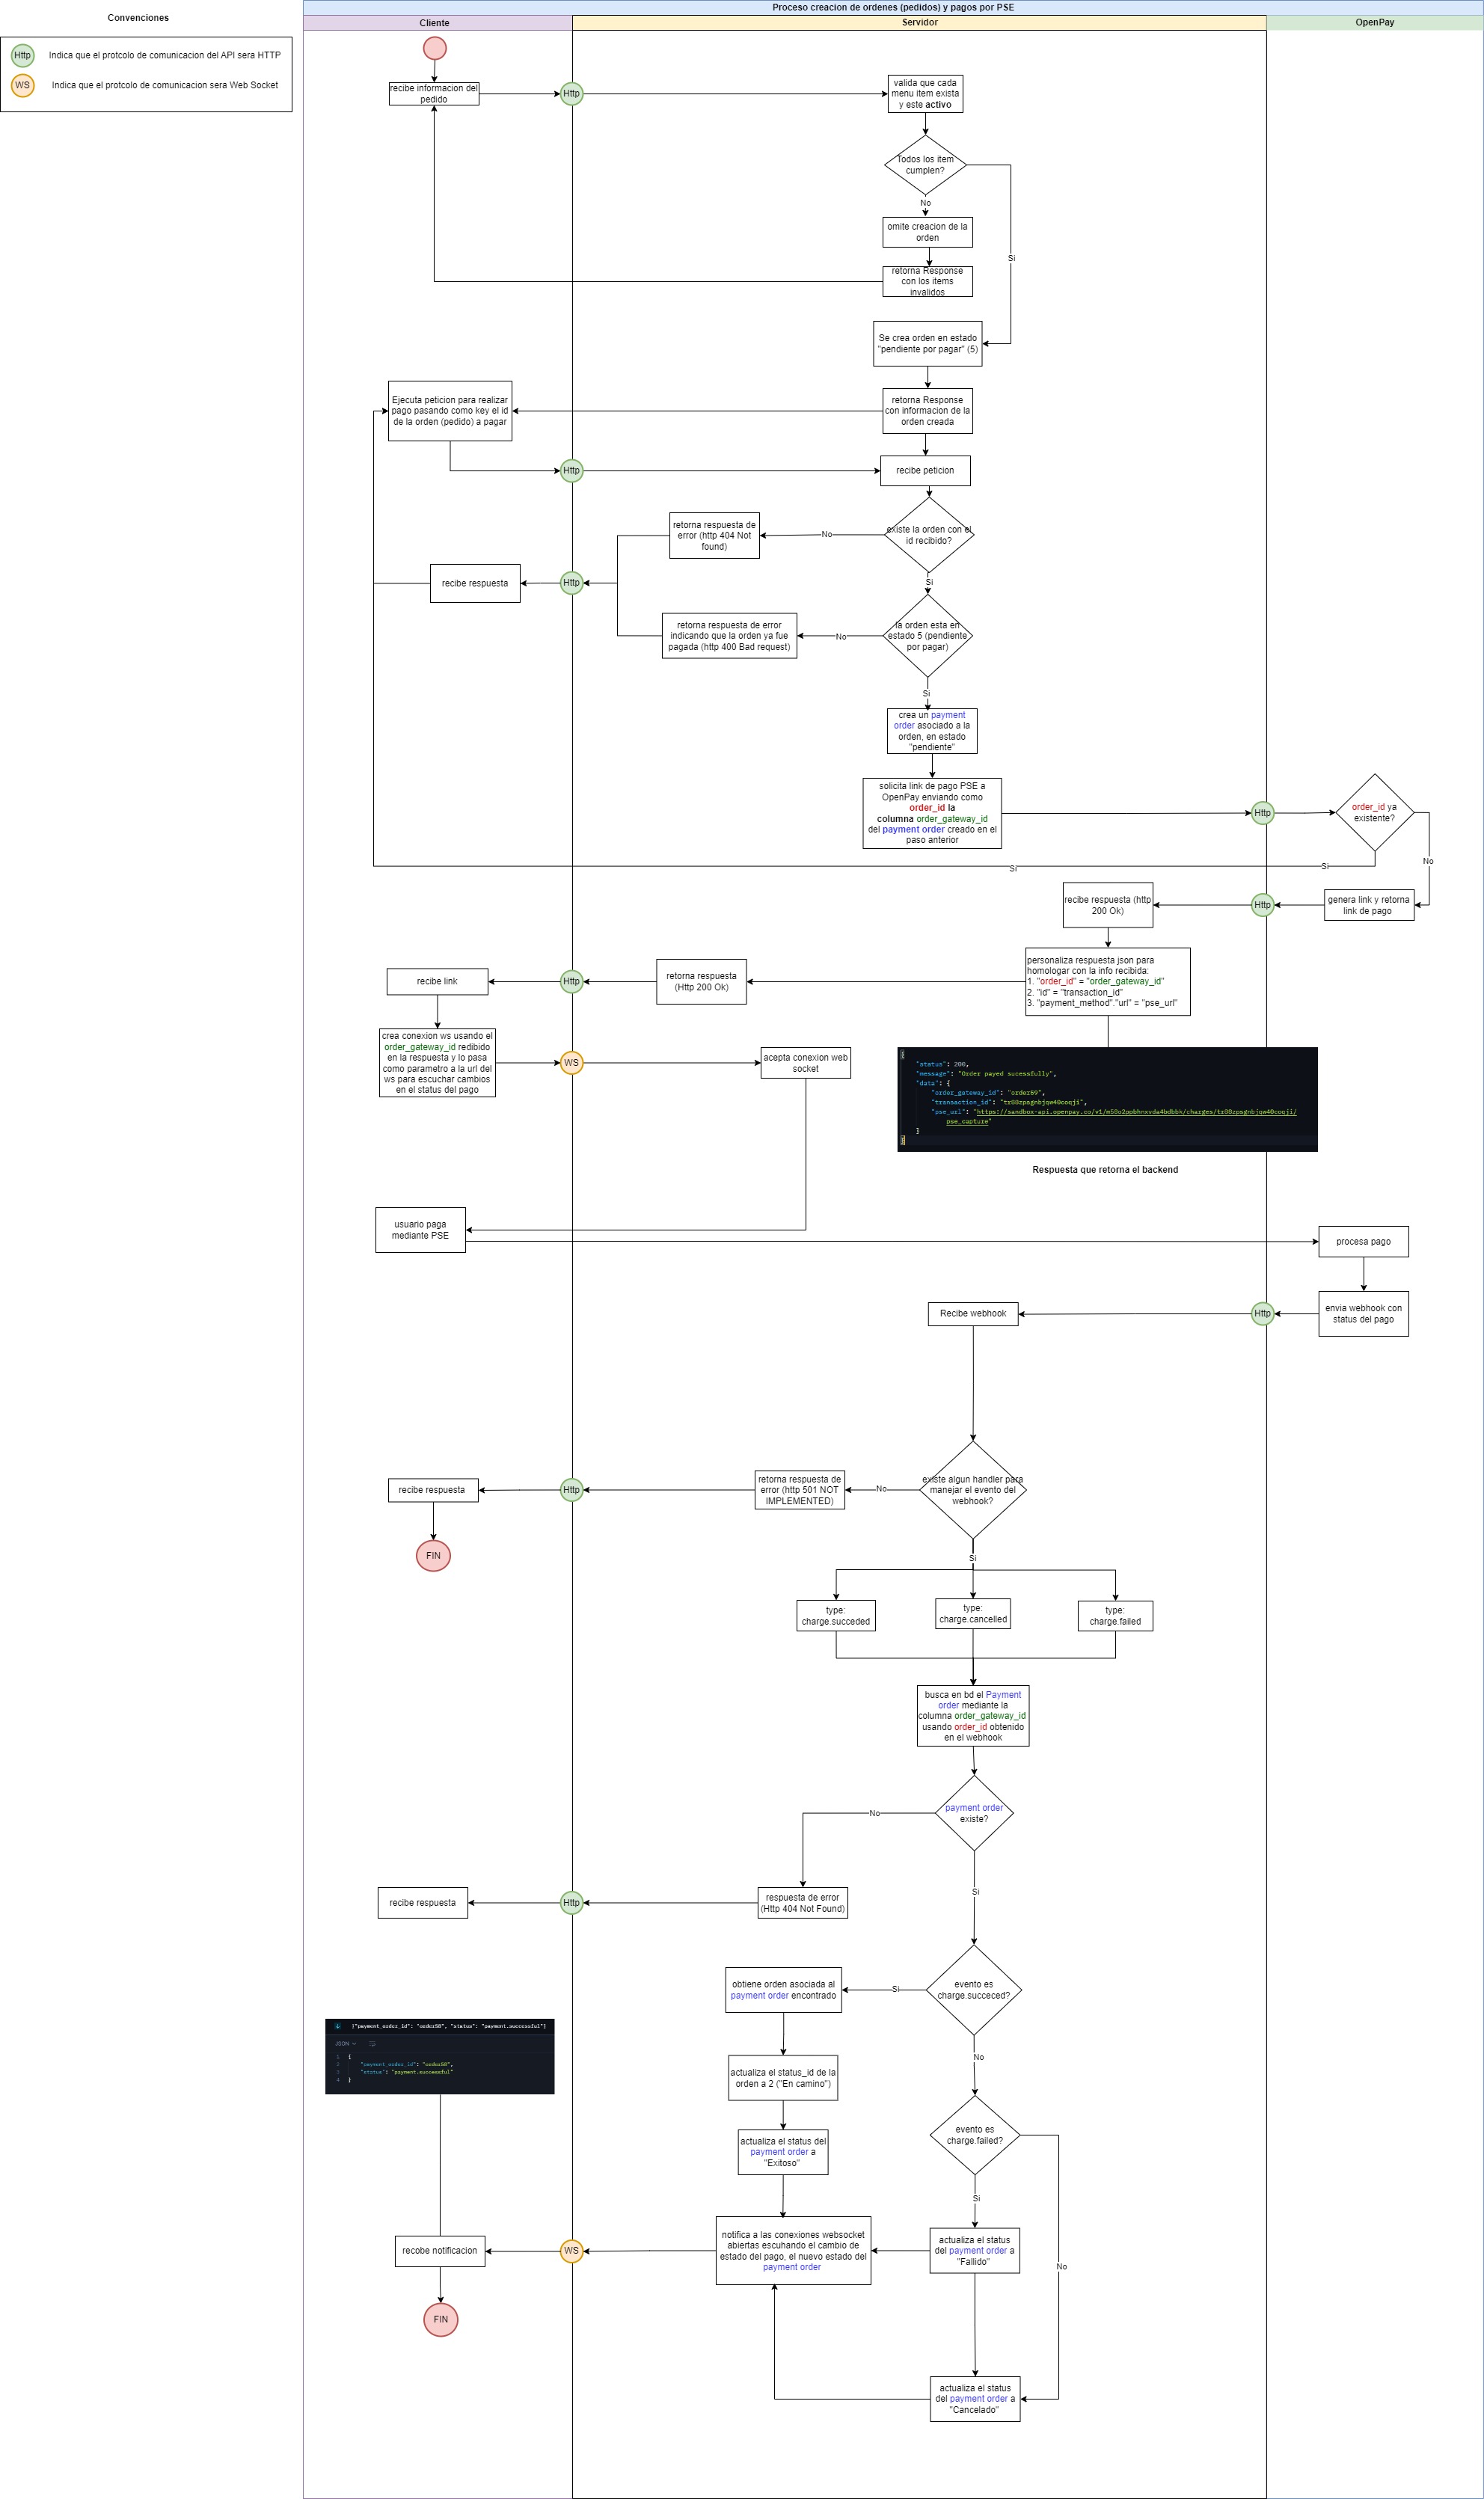 Proceso creacion de ordenes (pedidos) y pagos por PSE
Convenciones
Cliente
Servidor
OpenPay
Http
Indica que el protcolo de comunicacion del API sera HTTP
WS
Indica que el protcolo de comunicacion sera Web Socket
recibe informacion del
pedido
Http
valida que cada
menu item exista
y este activo
Todos los item
cumplen?
No
Si
omite creacion de la
orden
retorna Response
con los items
invalidos
Se crea orden en estado
"pendiente por pagar" (5)
Ejecuta peticion para realizar
pago pasando como key el id
de la orden (pedido) a pagar
retorna Response
con informacion de la
orden creada
Http
recibe peticion
retorna respuesta de
error (http 404 Not
found)
No
existe la orden con el
id recibido?
Si
recibe respuesta
Http
retorna respuesta de error
indicando que la orden ya fue
pagada (http 400 Bad request)
No
la orden esta en
estado 5 (pendiente
por pagar)
Si
crea un payment
order asociado a la
orden, en estado
"pendiente"
solicita link de pago PSE a
OpenPay enviando como
order_id la
columna order_gateway_id
del payment order creado en el
paso anterior
Http
order_id ya
existente?
No
Si
Si
recibe respuesta (http
200 Ok)
Http
genera link y retorna
link de pago
recibe link
Http
retorna respuesta
(Http 200 Ok)
personaliza respuesta json para
homologar con la info recibida:
1. "order_id" = "order_gateway_id"
2. "id" = "transaction_id"
3. "payment_method"."url" = "pse_url"
crea conexion ws usando el
order_gateway_id redibido
en la respuesta y lo pasa
como parametro a la url del
ws para escuchar cambios
en el status del pago
WS
acepta conexion web
socket
{
"status": 200,
"message": "Order payed sucessfully",
"data": {
"order_gateway_id": "order59",
"transaction_id": "tr88zpsgnbjqw40coqji",
"pse_url": "https://sandbox-api.openpay.co/v1/m58o2ppbhnxvda4bdbbk/charges/tr88zpsgnbjqw40coqji/
pse_capture"
}
}
Respuesta que retorna el backend
usuario paga
mediante PSE
procesa pago
Recibe webhook
Http
envia webhook con
status del pago
recibe respuesta
Http
retorna respuesta de
error (http 501 NOT
IMPLEMENTED)
No
existe algun handler para
manejar el evento del
webhook?
FIN
Si
type:
charge.succeded
type:
charge.cancelled
type:
charge.failed
busca en bd el Payment
order mediante la
columna order_gateway_id
usando order_id obtenido
en el webhook
No
payment order
existe?
Si
recibe respuesta
Http
respuesta de error
(Http 404 Not Found)
obtiene orden asociada al
payment order encontrado
Si
evento es
charge.succeced?
No
}"payment_order_id": "order58", "status": "payment.successful"}
JSON
1 {
2 "payment_order_id": "order58",
3 "status": "payment.successful"
4 }
actualiza el status_id de la
orden a 2 ("En camino")
actualiza el status del
payment order a
"Exitoso"
evento es
charge.failed?
Si
No
recobe notificacion
WS
notifica a las conexiones websocket
abiertas escuhando el cambio de
estado del pago, el nuevo estado del
payment order
actualiza el status
del payment order a
"Fallido"
FIN
actualiza el status
del payment order a
"Cancelado"